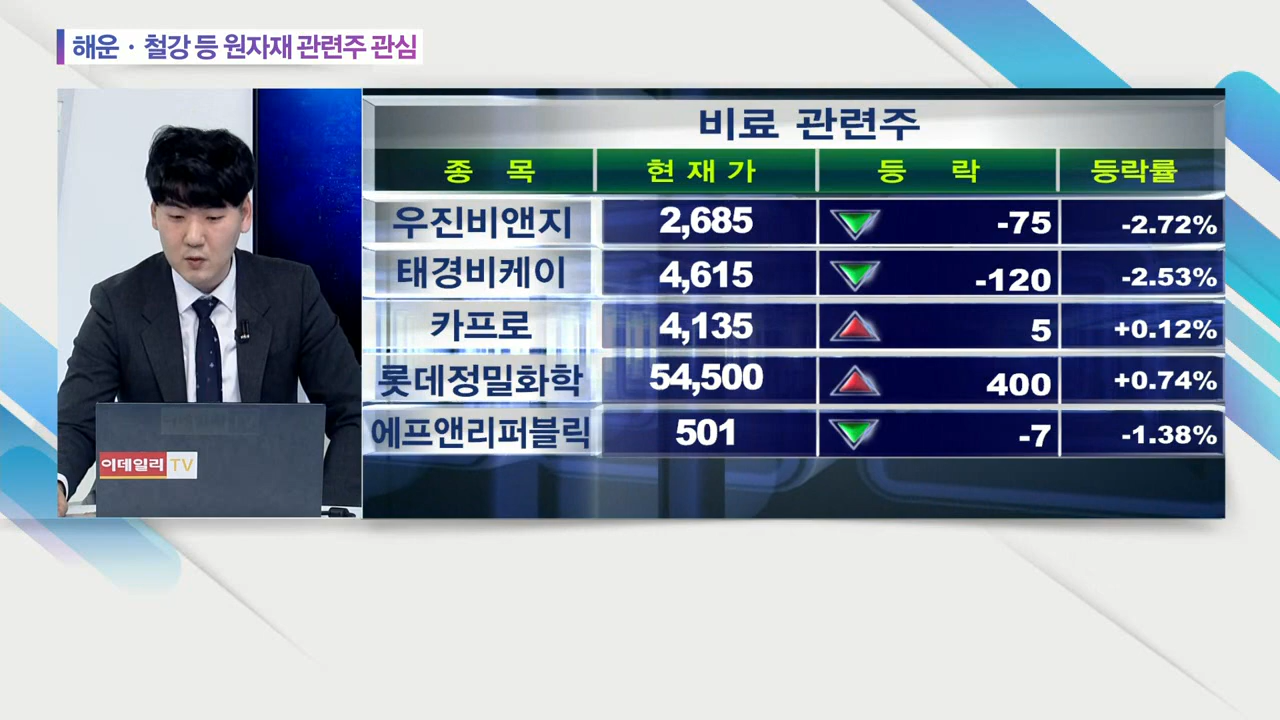 해운 · 철강 등 원자재 관련주 관심
비료 관련주
종 목 현 재 가 등 락 등락률
우진비앤지 2,685 -75 -2.72%
태경비케이 4,615 -120 -2.53%
카프로 4,135 5 +0.12%
롯데정밀화학 54,500 400 +0.74%
에프앤리퍼블릭 501 -7 -1.38%
이데일리 TV